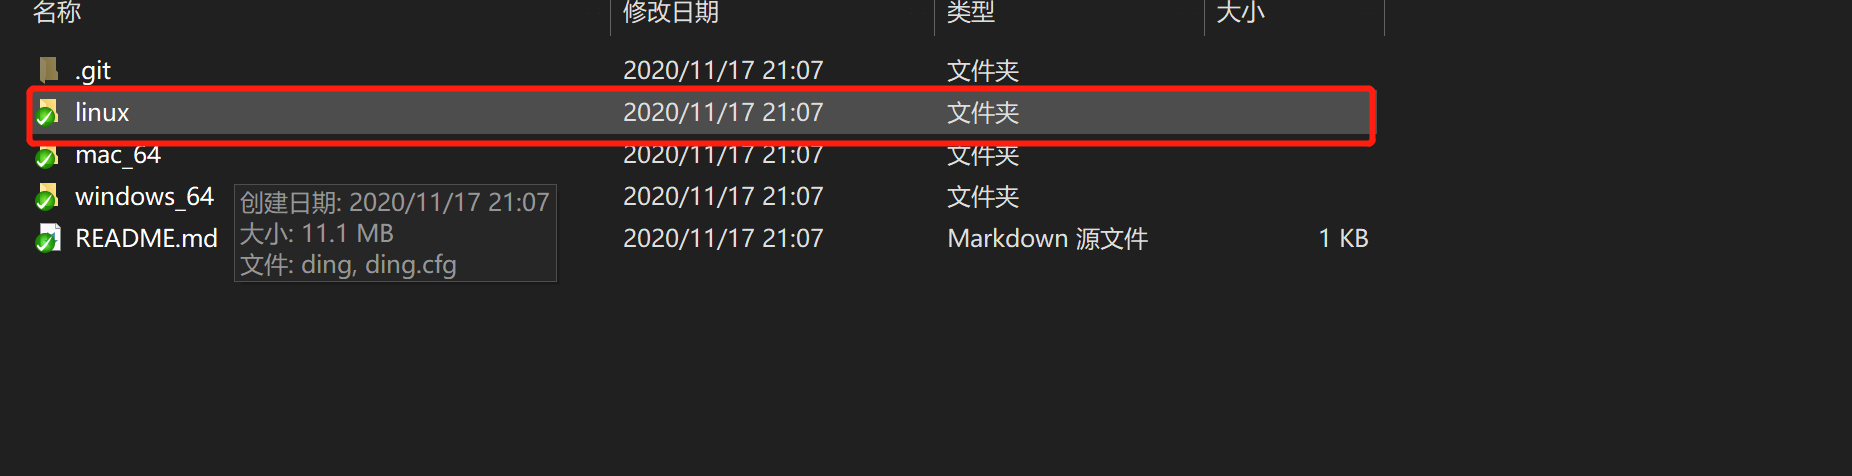 名称 修改日期 类型 大小
.git 2020/11/17 21:07 文件夹
linux 2020/11/17 21:07 文件夹
mac_64 2020/11/17 21:07 文件夹
windows_64 2020/11/17 21:07 文件夹
README.md 2020/11/17 21:07 Markdown 源文件 1 KB
创建日期: 2020/11/17 21:07
大小: 11.1 MB
文件: ding, ding.cfg